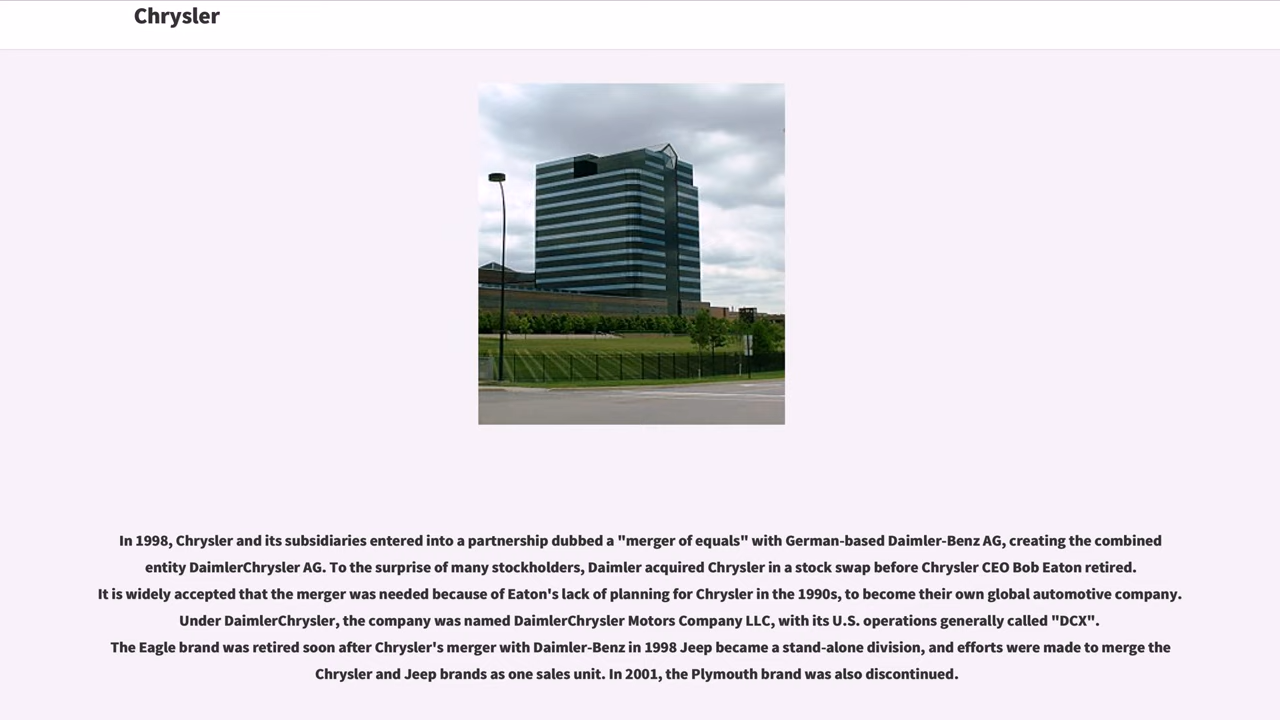 Chrysler
In 1998, Chrysler and its subsidiaries entered into a partnership dubbed a "merger of equals" with German-based Daimler-Benz AG, creating the combined
entity DaimlerChrysler AG. To the surprise of many stockholders, Daimler acquired Chrysler in a stock swap before Chrysler CEO Bob Eaton retired.
It is widely accepted that the merger was needed because of Eaton's lack of planning for Chrysler in the 1990s, to become their own global automotive company.
Under DaimlerChrysler, the company was named DaimlerChrysler Motors Company LLC, with its U.S. operations generally called "DCX".
The Eagle brand was retired soon after Chrysler's merger with Daimler-Benz in 1998 Jeep became a stand-alone division, and efforts were made to merge the
Chrysler and Jeep brands as one sales unit. In 2001, the Plymouth brand was also discontinued.